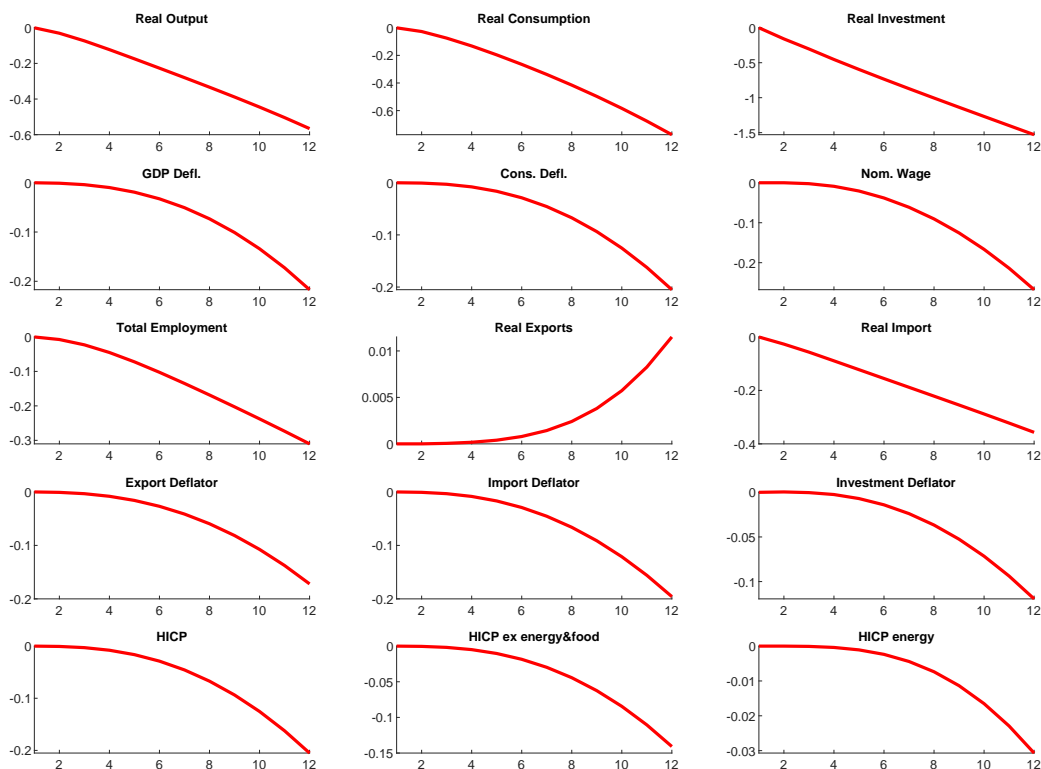 Real Output
0
-0.2
-0.4
-0.6
2 4 6 8 10 12
Real Consumption
0
-0.2
-0.4
-0.6
2 4 6 8 10 12
Real Investment
0
-0.5
-1
-1.5
2 4 6 8 10 12
GDP Defl.
0
-0.1
-0.2
2 4 6 8 10 12
Cons. Defl.
0
-0.1
-0.2
2 4 6 8 10 12
Nom. Wage
0
-0.1
-0.2
2 4 6 8 10 12
Total Employment
0
-0.1
-0.2
-0.3
2 4 6 8 10 12
Real Exports
0.01
0.005
0
2 4 6 8 10 12
Real Import
0
-0.2
-0.4
2 4 6 8 10 12
Export Deflator
0
-0.1
-0.2
2 4 6 8 10 12
Import Deflator
0
-0.1
-0.2
2 4 6 8 10 12
Investment Deflator
0
-0.05
-0.1
2 4 6 8 10 12
HICP
0
-0.1
-0.2
2 4 6 8 10 12
HICP ex energy&food
0
-0.05
-0.1
-0.15
2 4 6 8 10 12
HICP energy
0
-0.01
-0.02
-0.03
2 4 6 8 10 12